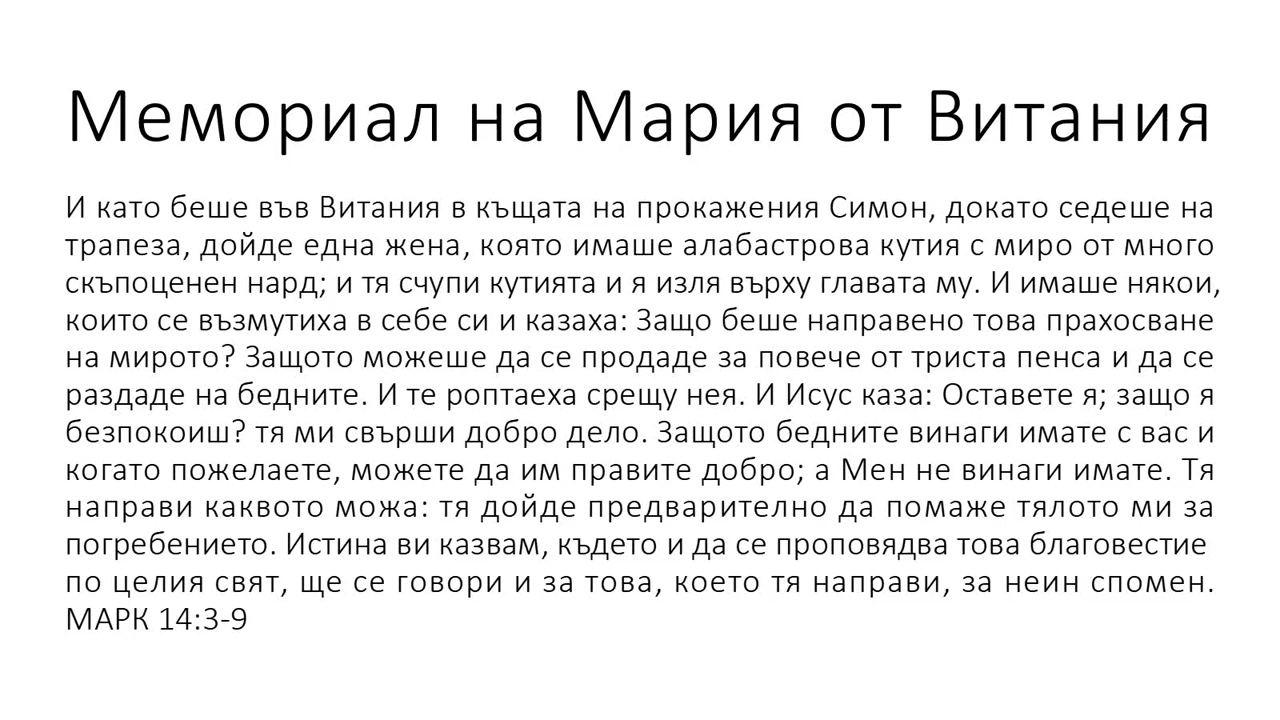 Мемориал на Мария от Витания
И като беше във Витания в къщата на прокажения Симон, докато седеше на
трапеза, дойде една жена, която имаше алабастрова кутия с миро от много
скъпоценен нард; и тя счупи кутията и я изля върху главата му. И имаше някои,
които се възмутиха в себе си и казаха: Защо беше направено това прахосване
на мирото? Защото можеше да се продаде за повече от триста пенса и да се
раздаде на бедните. И те роптаеха срещу нея. И Исус каза: Оставете я; защо я
безпокоиш? тя ми свърши добро дело. Защото бедните винаги имате с вас и
когато пожелаете, можете да им правите добро; а Мен не винаги имате. Тя
направи каквото можа: тя дойде предварително да помаже тялото ми за
погребението. Истина ви казвам, където и да се проповядва това благовестие
по целия свят, ще се говори и за това, което тя направи, за неин спомен.
МАРК 14:3-9